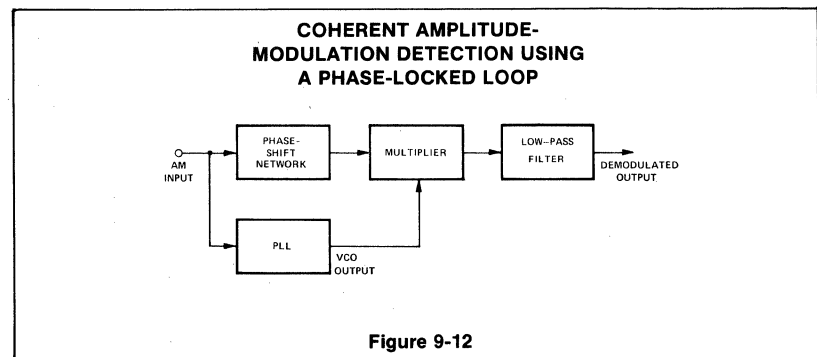 COHERENT AMPLITUDE-
MODULATION DETECTION USING
A PHASE-LOCKED LOOP
PHASE-
SHIFT
NETWORK
MULTIPLIER
LOW–PASS
FILTER
AM
INPUT
DEMODULATED
OUTPUT
PLL
VCO
OUTPUT
Figure 9-12